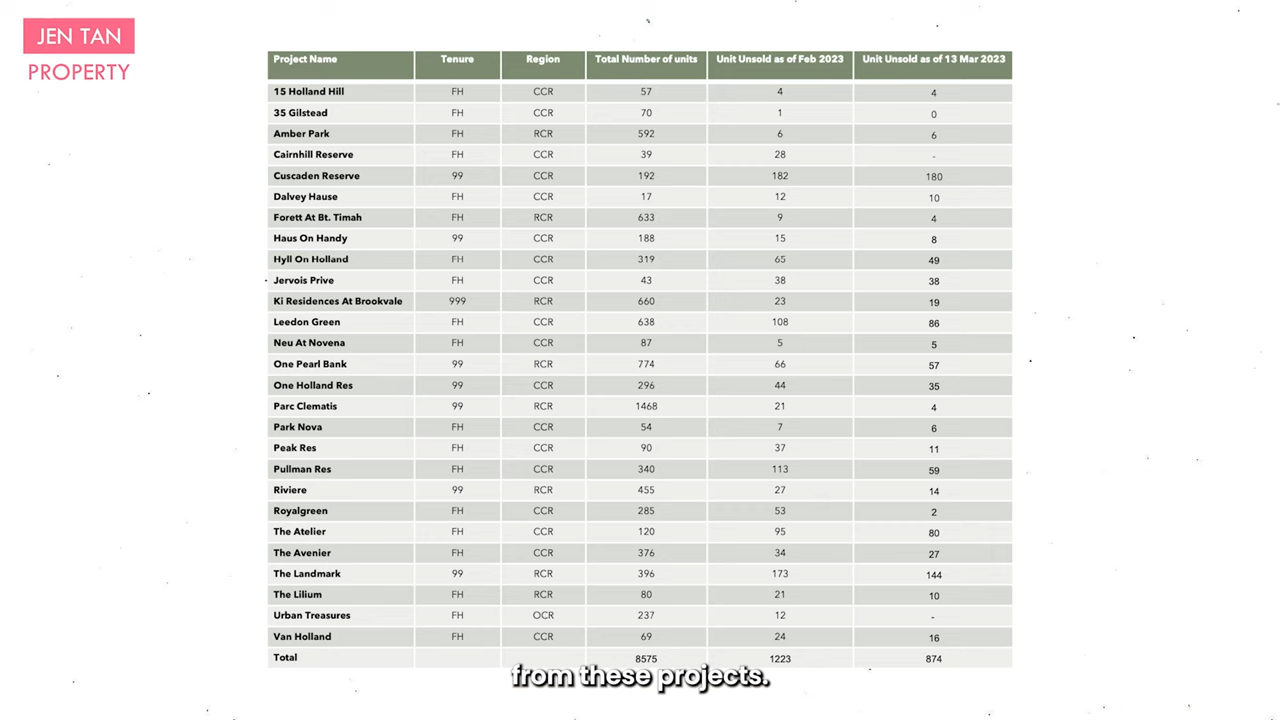 JEN TAN
PROPERTY
Project Name Tenure Region Total Number of units Unit Unsold as of Feb 2023 Unit Unsold as of 13 Mar 2023
15 Holland Hill FH CCR 57 4 4
35 Gilstead FH CCR 70 1 0
Amber Park FH RCR 592 6 6
Cairnhill Reserve FH CCR 39 28 -
Cuscaden Reserve 99 CCR 192 182 180
Dalvey Hause FH CCR 17 12 10
Forett At Bt. Timah FH RCR 633 9 4
Haus On Handy 99 CCR 188 15 8
Hyll On Holland FH CCR 319 65 49
Jervois Prive FH CCR 43 38 38
Ki Residences At Brookvale 999 RCR 660 23 19
Leedon Green FH CCR 638 108 86
Neu At Novena FH CCR 87 5 5
One Pearl Bank 99 RCR 774 66 57
One Holland Res 99 CCR 296 44 35
Parc Clematis 99 RCR 1468 21 4
Park Nova FH CCR 54 7 6
Peak Res FH CCR 90 37 11
Pullman Res FH CCR 340 113 59
Riviere 99 RCR 455 27 14
Royalgreen FH CCR 285 53 2
The Atelier FH CCR 120 95 80
The Avenier FH CCR 376 34 27
The Landmark 99 RCR 396 173 144
The Lilium FH RCR 80 21 10
Urban Treasures FH OCR 237 12 -
Van Holland FH CCR 69 24 16
Total 8575 1223 874
from these projects.